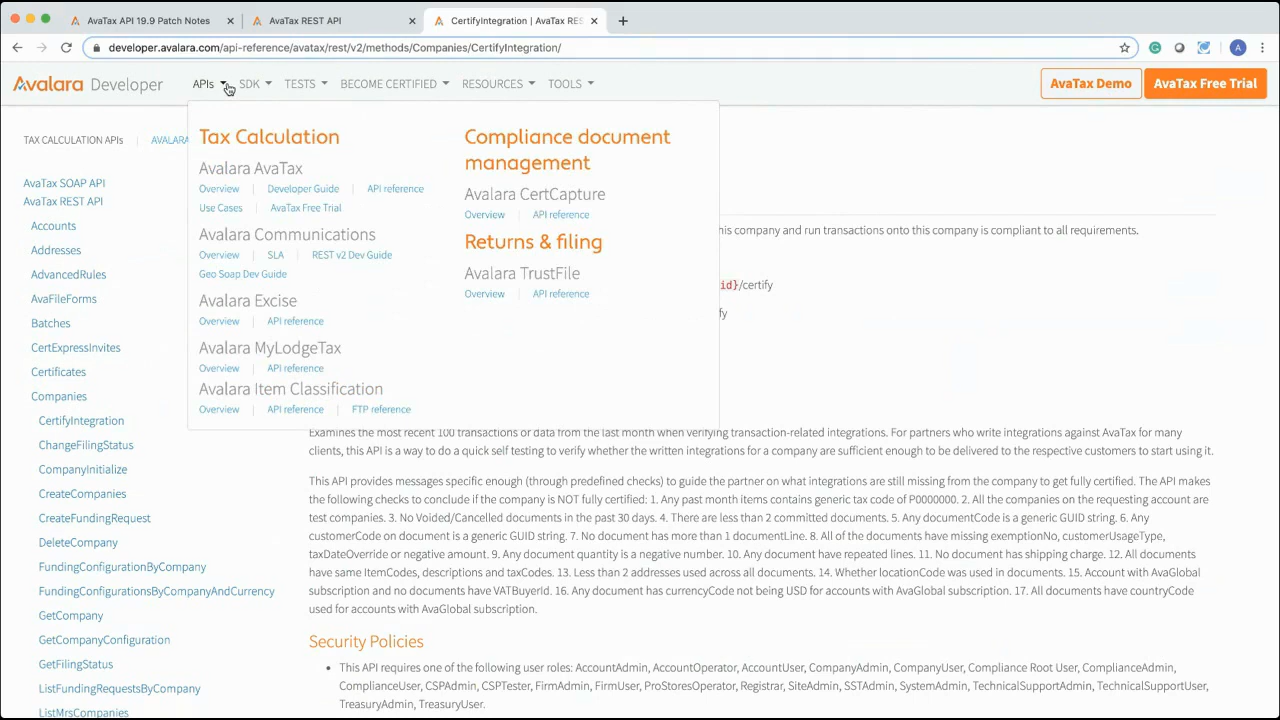 AvaTax API 19.9 Patch Notes
AvaTax REST API
CertifyIntegration | AvaTax RES
developer.avalara.com/api-reference/avatax/rest/v2/methods/Companies/CertifyIntegration/
A
Avalara Developer
APIs
SDK
TESTS
BECOME CERTIFIED
RESOURCES
TOOLS
AvaTax Demo
AvaTax Free Trial
TAX CALCULATION APIs
AVALARA
AvaTax SOAP API
AvaTax REST API
Accounts
Addresses
AdvancedRules
AvaFileForms
Batches
CertExpressInvites
Certificates
Companies
CertifyIntegration
ChangeFilingStatus
CompanyInitialize
CreateCompanies
CreateFundingRequest
DeleteCompany
FundingConfigurationByCompany
FundingConfigurationsByCompanyAndCurrency
GetCompany
GetCompanyConfiguration
GetFilingStatus
ListFundingRequestsByCompany
ListMrsCompanies
Tax Calculation
Avalara AvaTax
Overview | Developer Guide | API reference
Use Cases | AvaTax Free Trial
Avalara Communications
Overview | SLA | REST v2 Dev Guide
Geo Soap Dev Guide
Avalara Excise
Overview | API reference
Avalara MyLodgeTax
Overview | API reference
Avalara Item Classification
Overview | API reference | FTP reference
Compliance document
management
Avalara CertCapture
Overview | API reference
Returns & filing
Avalara TrustFile
Overview | API reference
this company and run transactions onto this company is compliant to all requirements.
id}/certify
fy
Examines the most recent 100 transactions or data from the last month when verifying transaction-related integrations. For partners who write integrations against AvaTax for many
clients, this API is a way to do a quick self testing to verify whether the written integrations for a company are sufficient enough to be delivered to the respective customers to start using it.
This API provides messages specific enough (through predefined checks) to guide the partner on what integrations are still missing from the company to get fully certified. The API makes
the following checks to conclude if the company is NOT fully certified: 1. Any past month items contains generic tax code of P0000000. 2. All the companies on the requesting account are
test companies. 3. No Voided/Cancelled documents in the past 30 days. 4. There are less than 2 committed documents. 5. Any documentCode is a generic GUID string. 6. Any
customerCode on document is a generic GUID string. 7. No document has more than 1 documentLine. 8. All of the documents have missing exemptionNo, customerUsageType,
taxDateOverride or negative amount. 9. Any document quantity is a negative number. 10. Any document have repeated lines. 11. No document has shipping charge. 12. All documents
have same ItemCodes, descriptions and taxCodes. 13. Less than 2 addresses used across all documents. 14. Whether locationCode was used in documents. 15. Account with AvaGlobal
subscription and no documents have VATBuyerId. 16. Any document has currencyCode not being USD for accounts with AvaGlobal subscription. 17. All documents have countryCode
used for accounts with AvaGlobal subscription.
Security Policies
• This API requires one of the following user roles: AccountAdmin, AccountOperator, AccountUser, CompanyAdmin, CompanyUser, Compliance Root User, ComplianceAdmin,
ComplianceUser, CSPAdmin, CSPTester, FirmAdmin, FirmUser, ProStoresOperator, Registrar, SiteAdmin, SSTAdmin, SystemAdmin, TechnicalSupportAdmin, TechnicalSupportUser,
TreasuryAdmin, TreasuryUser.